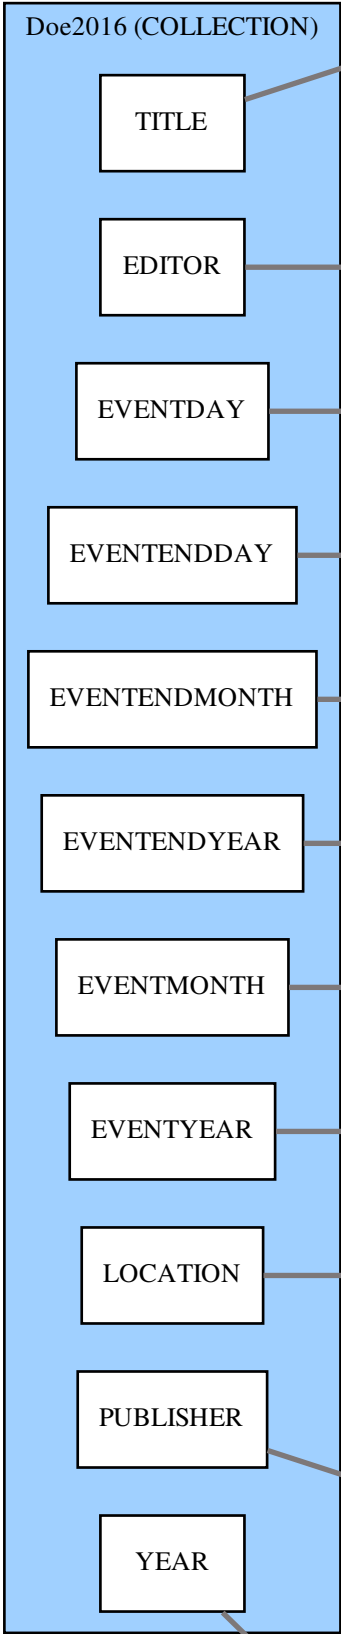 Doe2016 (COLLECTION)
TITLE
EDITOR
EVENTDAY
EVENTENDDAY
EVENTENDMONTH
EVENTENDYEAR
EVENTMONTH
EVENTYEAR
LOCATION
PUBLISHER
YEAR